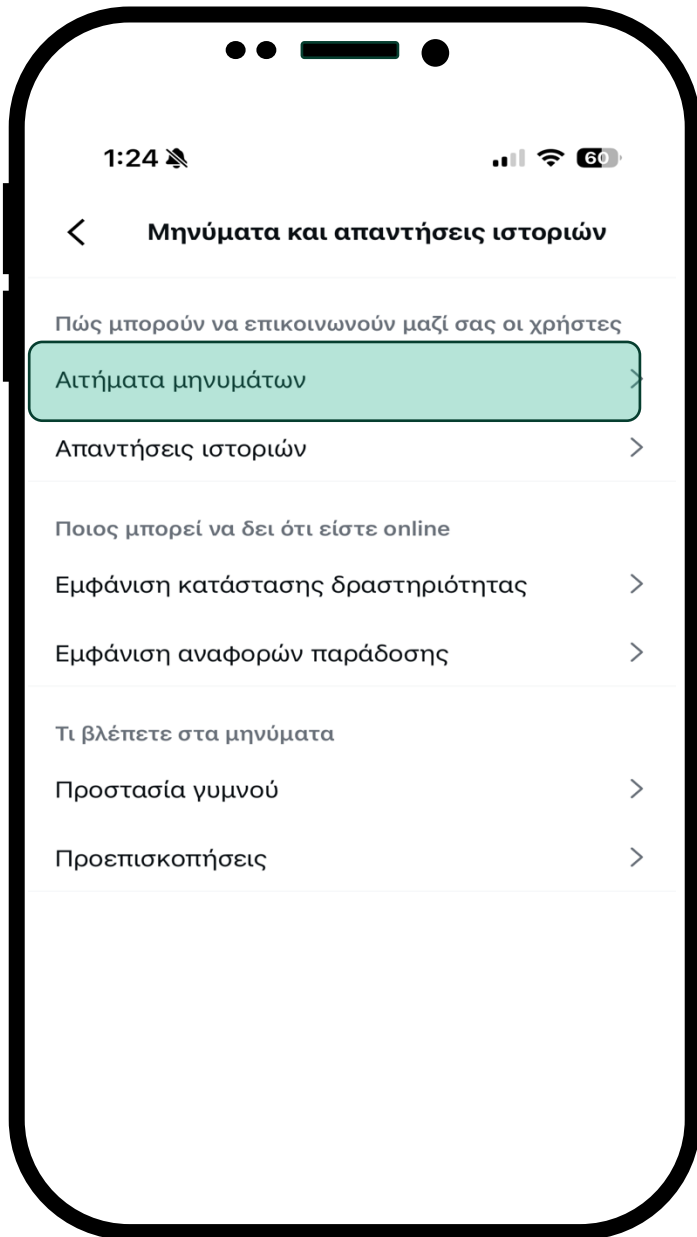 1:24
60
Μηνύματα και απαντήσεις ιστοριών
Πώς μπορούν να επικοινωνούν μαζί σας οι χρήστες
Αιτήματα μηνυμάτων
Απαντήσεις ιστοριών
Ποιος μπορεί να δει ότι είστε online
Εμφάνιση κατάστασης δραστηριότητας
Εμφάνιση αναφορών παράδοσης
Τι βλέπετε στα μηνύματα
Προστασία γυμνού
Προεπισκοπήσεις